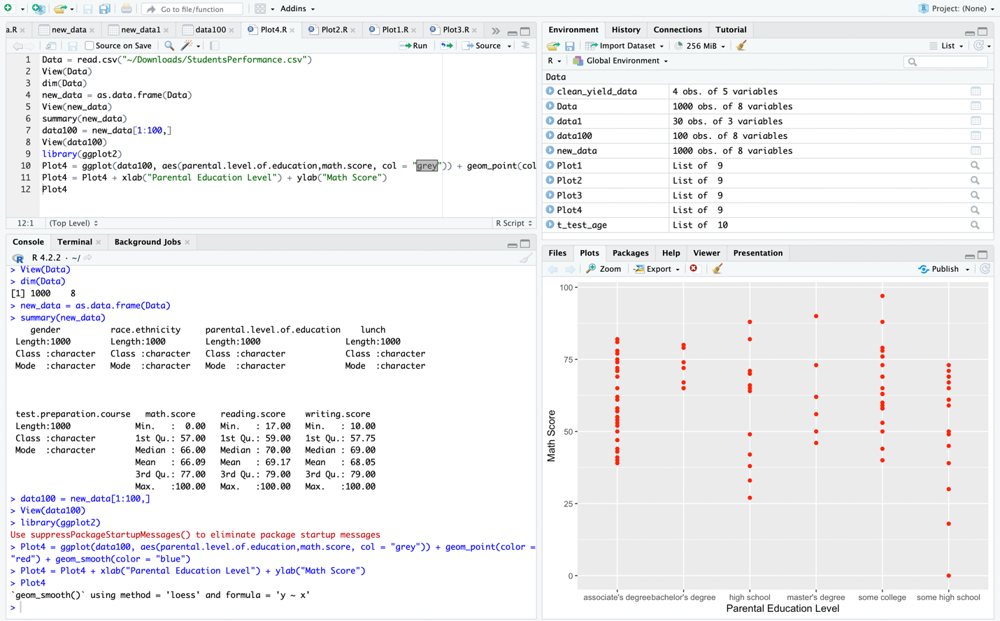 Go to file/function
Addins
Project: (None)
a.R
new_data
new_data1
data100
Plot4.R
Plot2.R
Plot1.R
Plot3.R
Source on Save
Run
Source
1 Data = read.csv("~/Downloads/StudentsPerformance.csv")
2 View(Data)
3 dim(Data)
4 new_data = as.data.frame(Data)
5 View(new_data)
6 summary(new_data)
7 data100 = new_data[1:100,]
8 View(data100)
9 library(ggplot2)
10 Plot4 = ggplot(data100, aes(parental.level.of.education,math.score, col = "grey")) + geom_point(col
11 Plot4 = Plot4 + xlab("Parental Education Level") + ylab("Math Score")
12 Plot4
12:1 (Top Level) R Script
Console Terminal Background Jobs
R 4.2.2 · ~/
> View(Data)
> dim(Data)
[1] 1000 8
> new_data = as.data.frame(Data)
> summary(new_data)
gender race.ethnicity parental.level.of.education lunch
Length:1000 Length:1000 Length:1000 Length:1000
Class :character Class :character Class :character Class :character
Mode :character Mode :character Mode :character Mode :character
test.preparation.course math.score reading.score writing.score
Length:1000 Min. : 0.00 Min. : 17.00 Min. : 10.00
Class :character 1st Qu.: 57.00 1st Qu.: 59.00 1st Qu.: 57.75
Mode :character Median : 66.00 Median : 70.00 Median : 69.00
Mean : 66.09 Mean : 69.17 Mean : 68.05
3rd Qu.: 77.00 3rd Qu.: 79.00 3rd Qu.: 79.00
Max. :100.00 Max. :100.00 Max. :100.00
> data100 = new_data[1:100,]
> View(data100)
> library(ggplot2)
Use suppressPackageStartupMessages() to eliminate package startup messages
> Plot4 = ggplot(data100, aes(parental.level.of.education,math.score, col = "grey")) + geom_point(color =
"red") + geom_smooth(color = "blue")
> Plot4 = Plot4 + xlab("Parental Education Level") + ylab("Math Score")
> Plot4
`geom_smooth()` using method = 'loess' and formula = 'y ~ x'
>
Environment History Connections Tutorial
Import Dataset 256 MiB List
R Global Environment
Data
clean_yield_data 4 obs. of 5 variables
Data 1000 obs. of 8 variables
data1 30 obs. of 3 variables
data100 100 obs. of 8 variables
new_data 1000 obs. of 8 variables
Plot1 List of 9
Plot2 List of 9
Plot3 List of 9
Plot4 List of 9
t_test_age List of 10
Files Plots Packages Help Viewer Presentation
Zoom Export Publish
100
75
50
25
0
Math Score
associate's degree bachelor's degree high school master's degree some college some high school
Parental Education Level